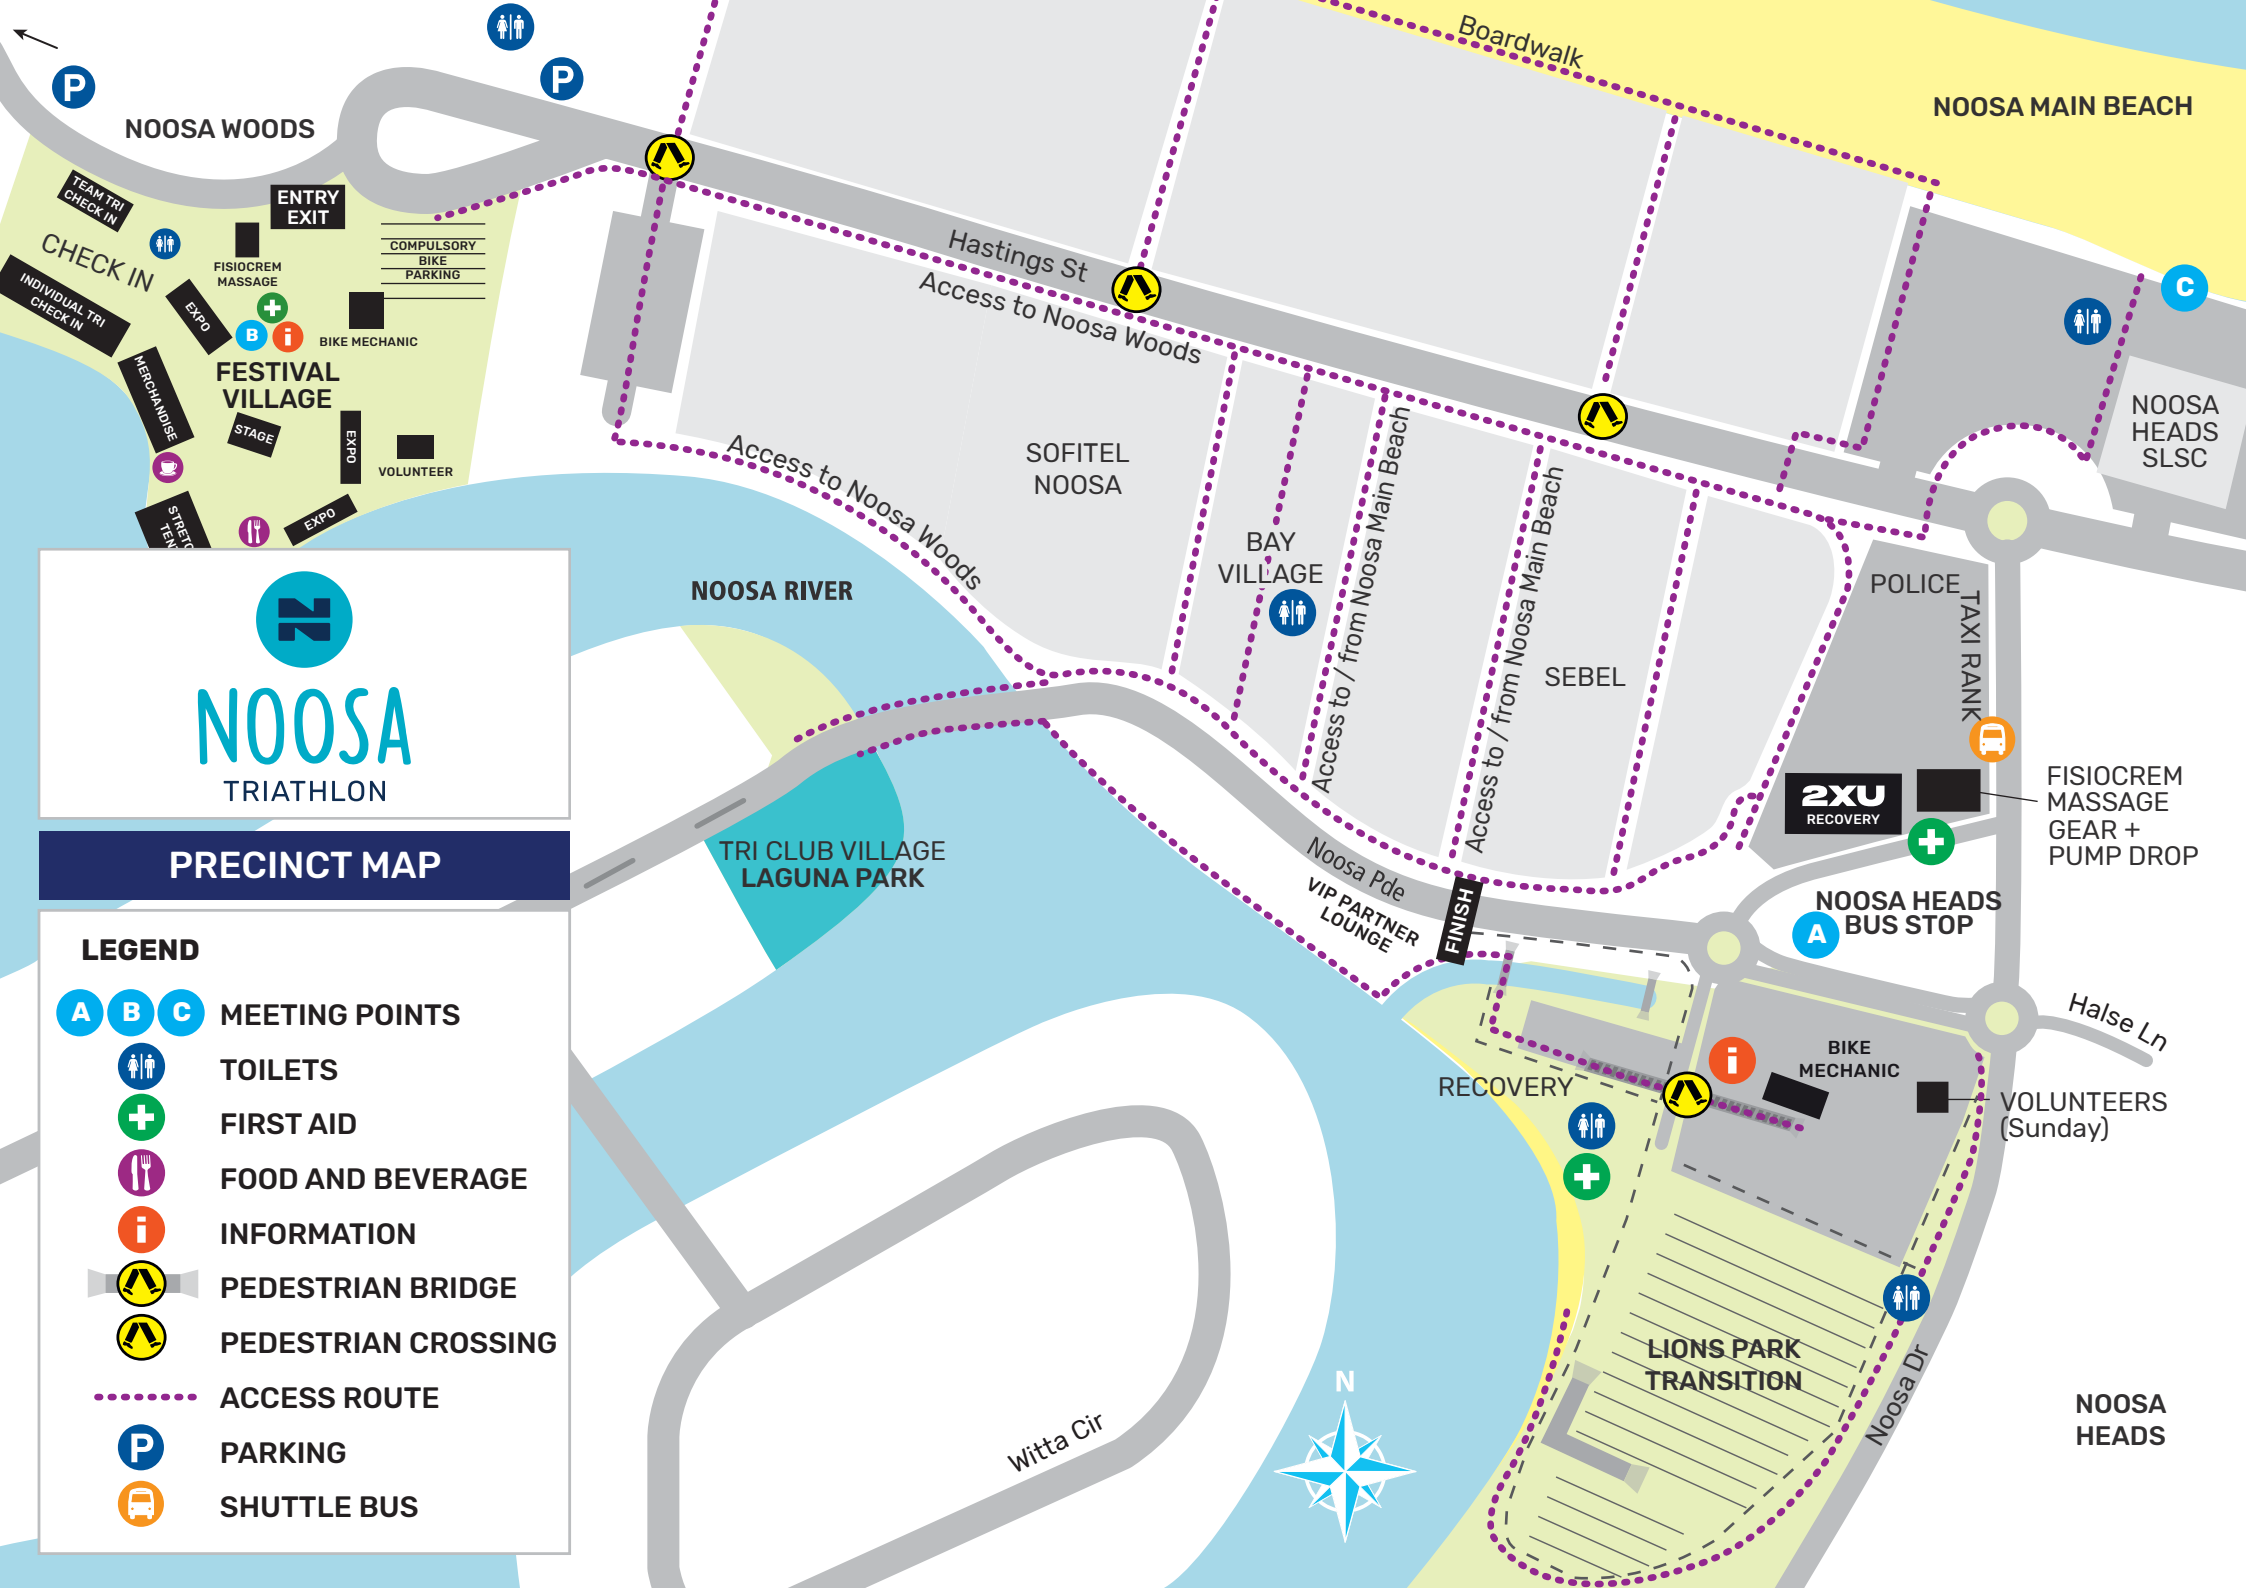 Boardwalk
NOOSA MAIN BEACH
P
P
NOOSA WOODS
TEAM TRI
CHECK IN
ENTRY
EXIT
CHECK IN
FISIOCREM
MASSAGE
COMPULSORY
BIKE
PARKING
INDIVIDUAL TRI
CHECK IN
EXPO
B
i
BIKE MECHANIC
FESTIVAL
VILLAGE
MERCHANDISE
STAGE
EXPO
VOLUNTEER
EXPO
Hastings St
Access to Noosa Woods
C
NOOSA
HEADS
SLSC
Access to Noosa Woods
SOFITEL
NOOSA
BAY
VILLAGE
Access to / from Noosa Main Beach
Access to / from Noosa Main Beach
SEBEL
POLICE
TAXI RANK
NOOSA RIVER
NOOSA
TRIATHLON
PRECINCT MAP
2XU
RECOVERY
FISIOCREM
MASSAGE
GEAR +
PUMP DROP
TRI CLUB VILLAGE
LAGUNA PARK
Noosa Pde
VIP PARTNER
LOUNGE
FINISH
NOOSA HEADS
BUS STOP
A
Halse Ln
i
BIKE
MECHANIC
RECOVERY
VOLUNTEERS
(Sunday)
LIONS PARK
TRANSITION
Noosa Dr
NOOSA
HEADS
Witta Cir
N
LEGEND
A B C MEETING POINTS
TOILETS
FIRST AID
FOOD AND BEVERAGE
i INFORMATION
PEDESTRIAN BRIDGE
PEDESTRIAN CROSSING
ACCESS ROUTE
P PARKING
SHUTTLE BUS